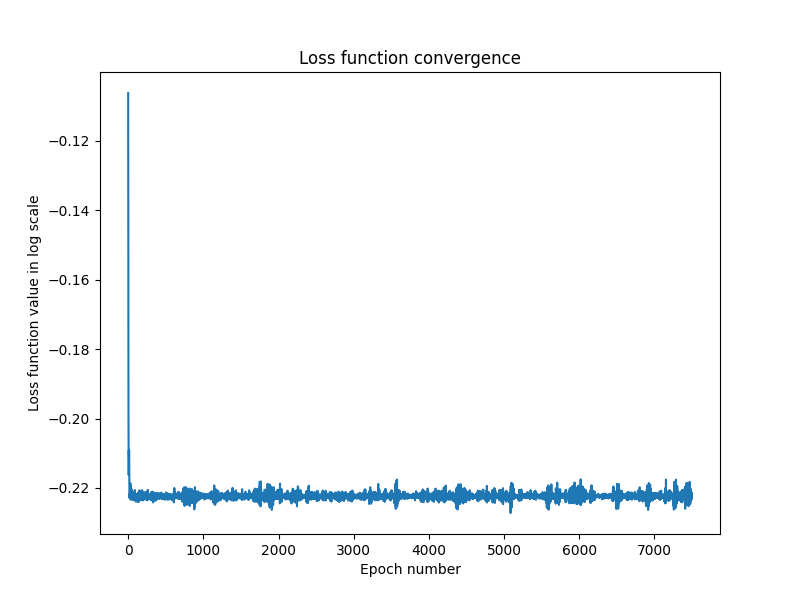 Loss function convergence
Loss function value in log scale
−0.12
−0.14
−0.16
−0.18
−0.20
−0.22
0 1000 2000 3000 4000 5000 6000 7000
Epoch number